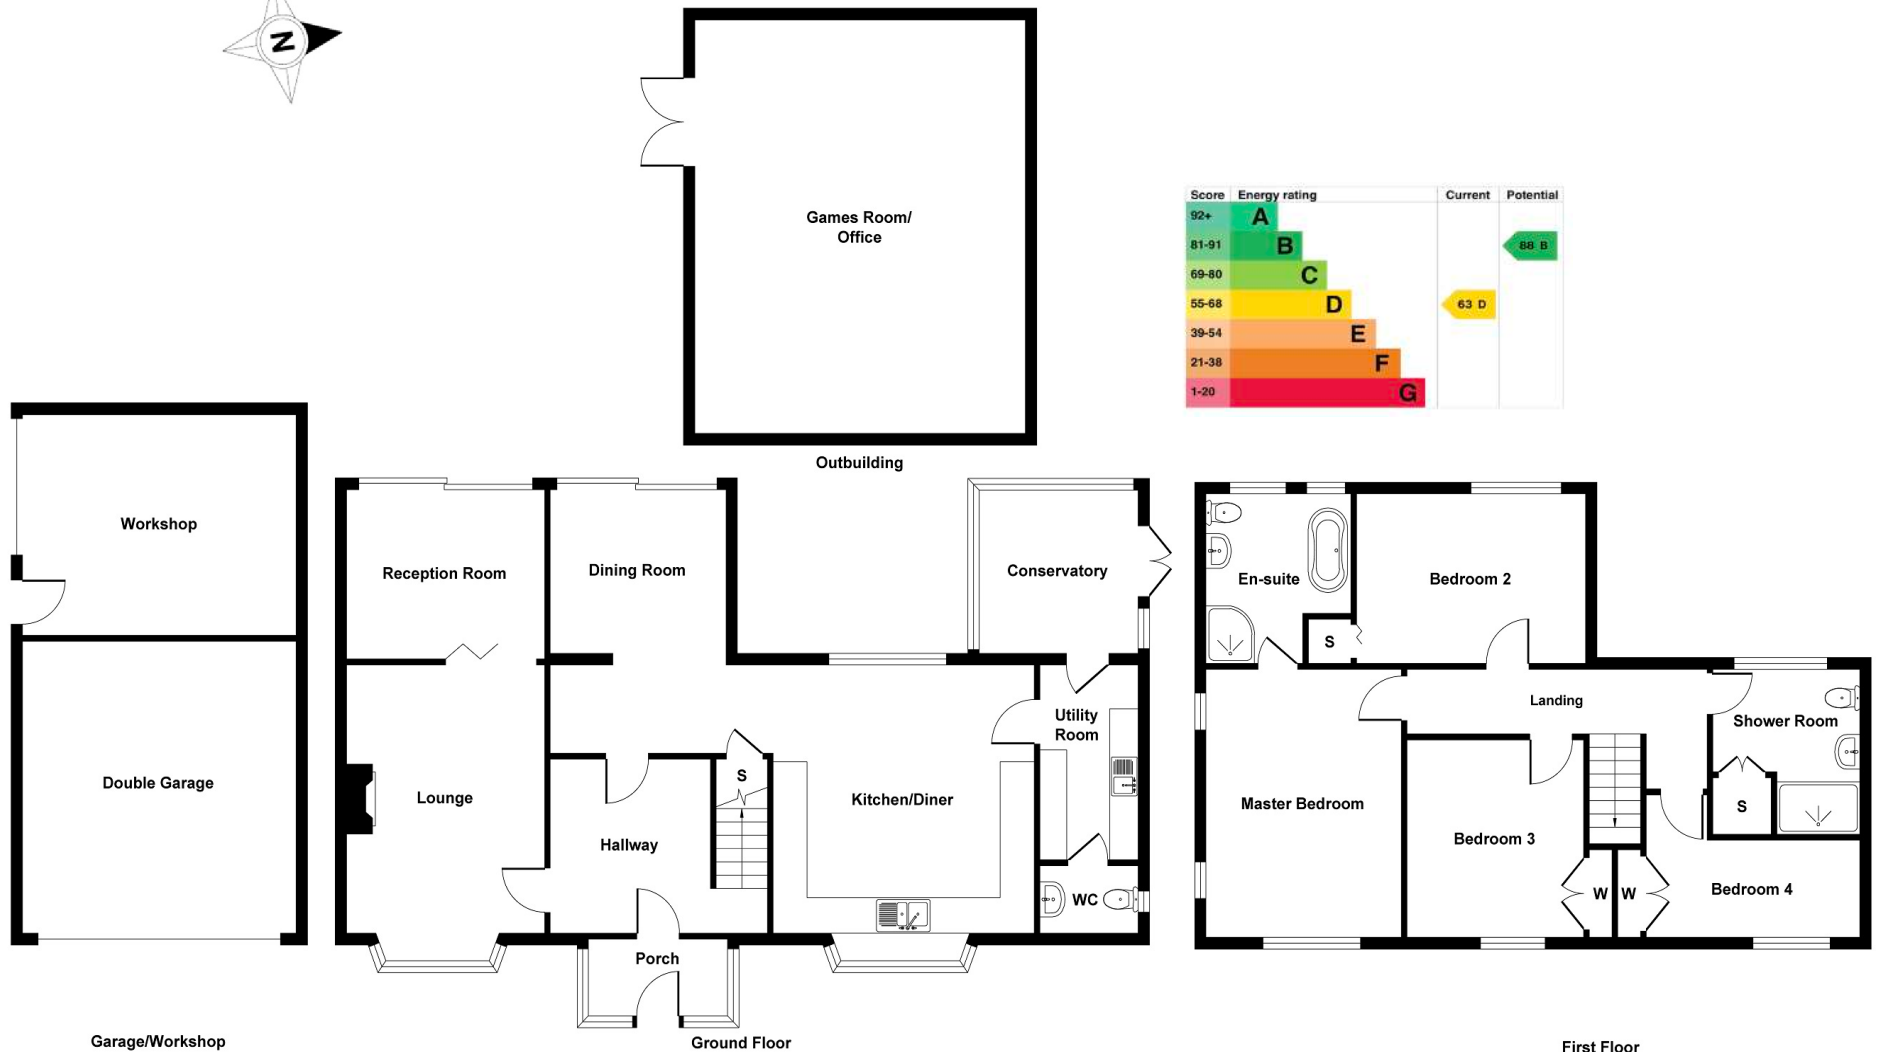 N
Games Room/
Office
Outbuilding
Score Energy rating Current Potential
92+ A
81-91 B 88 B
69-80 C
55-68 D 63 D
39-54 E
21-38 F
1-20 G
Workshop
Double Garage
Garage/Workshop
Reception Room
Dining Room
Conservatory
Utility
Room
S
Lounge
Kitchen/Diner
Hallway
WC
Porch
Ground Floor
En-suite
Bedroom 2
S
Landing
Shower Room
Master Bedroom
S
Bedroom 3
W
W
Bedroom 4
First Floor